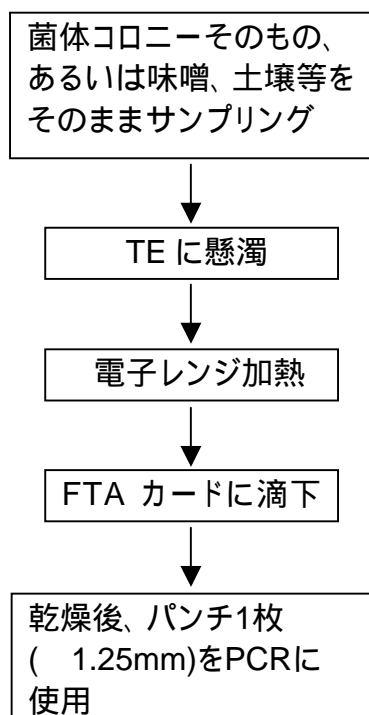 菌体コロニーそのもの、
あるいは味噌、土壌等を
そのままサンプリング
TE に懸濁
電子レンジ加熱
FTA カードに滴下
乾燥後、パンチ1枚
( 1.25mm)をPCRに
使用